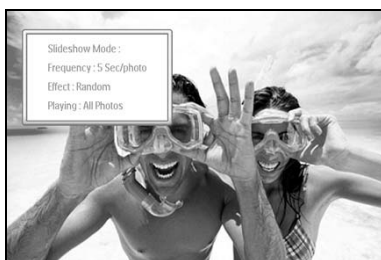 Slideshow Mode :
Frequency : 5 Sec/photo
Effect : Random
Playing : All Photos